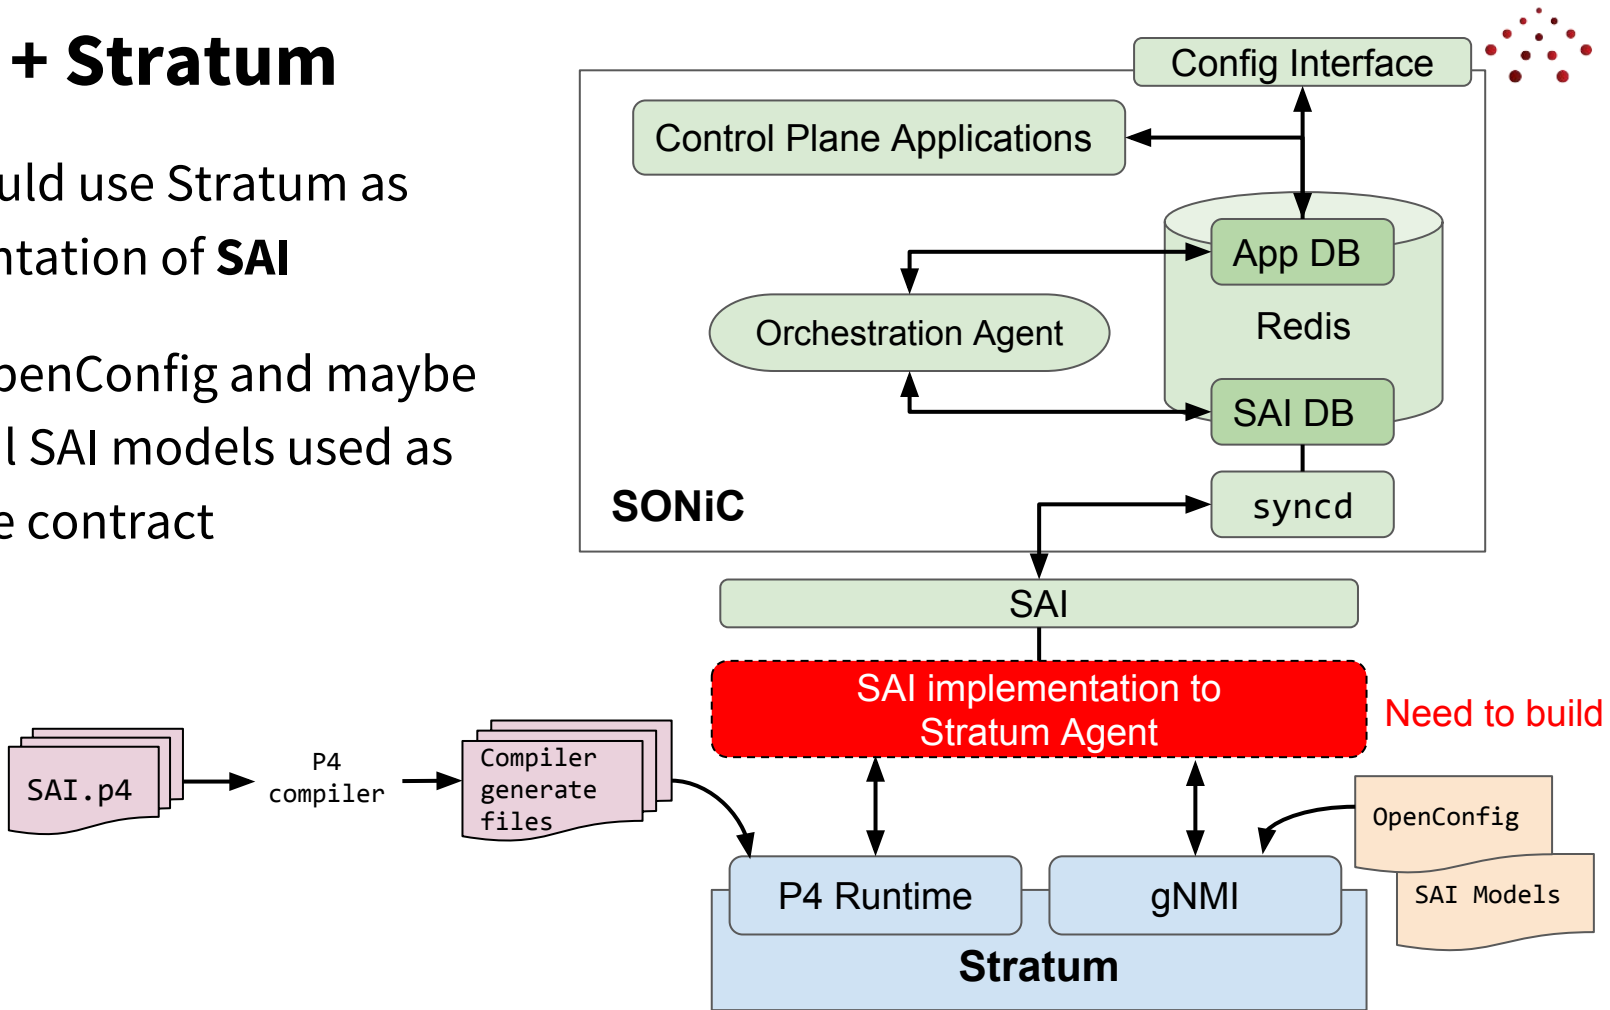 + Stratum
uld use Stratum as
ntation of SAI
penConfig and maybe
l SAI models used as
e contract
Config Interface
Control Plane Applications
App DB
Orchestration Agent
Redis
SAI DB
SONiC
syncd
SAI
SAI implementation to
Stratum Agent
Need to build
SAI.p4
P4
compiler
Compiler
generate
files
OpenConfig
SAI Models
P4 Runtime
gNMI
Stratum